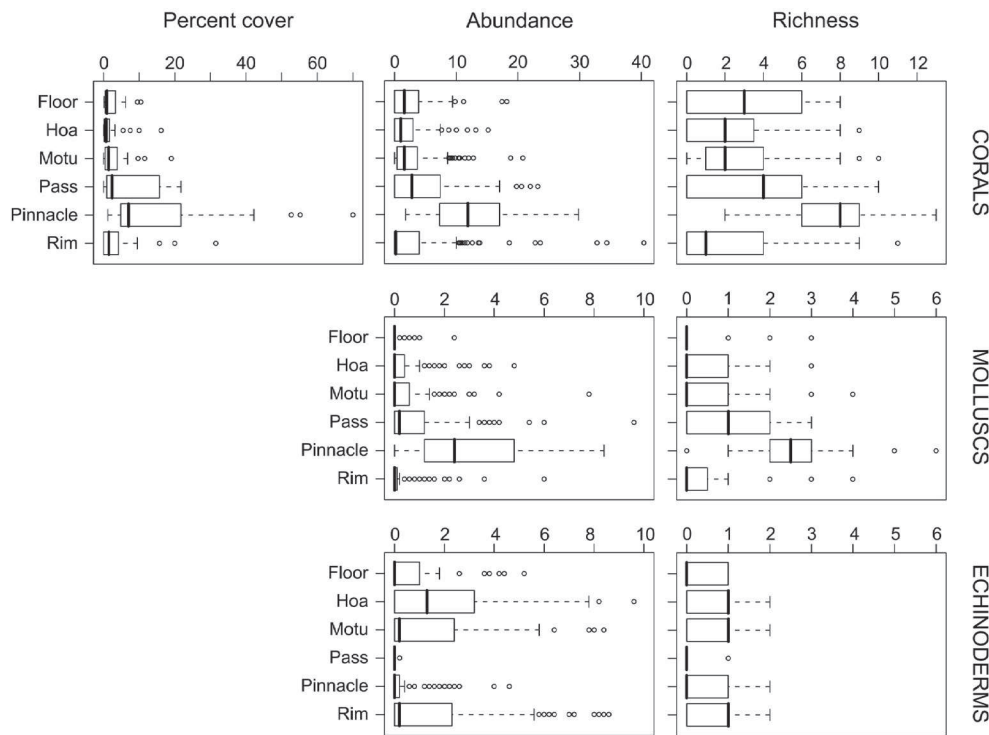 Percent cover Abundance Richness
0 20 40 60 0 10 20 30 40 0 2 4 6 8 10 12
Floor
Hoa
Motu
Pass
Pinnacle
Rim
CORALS
0 2 4 6 8 10 0 1 2 3 4 5 6
Floor
Hoa
Motu
Pass
Pinnacle
Rim
MOLLUSCS
0 2 4 6 8 10 0 1 2 3 4 5 6
Floor
Hoa
Motu
Pass
Pinnacle
Rim
ECHINODERMS